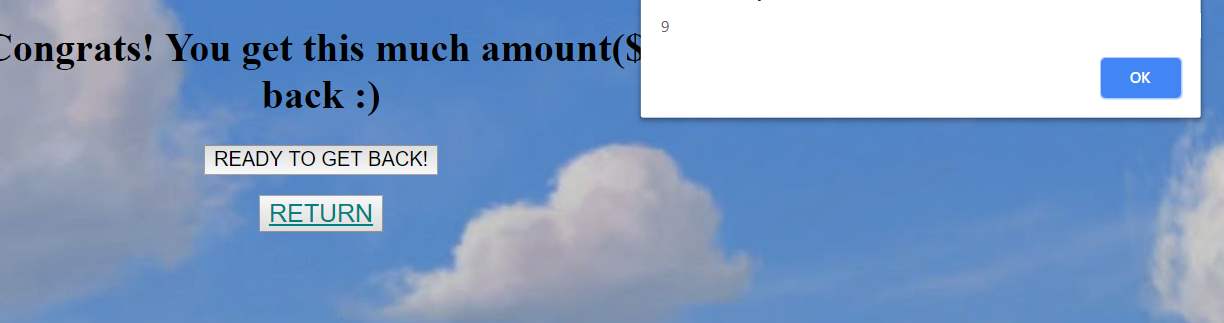 Congrats! You get this much amount($
back :)
READY TO GET BACK!
RETURN
9
OK